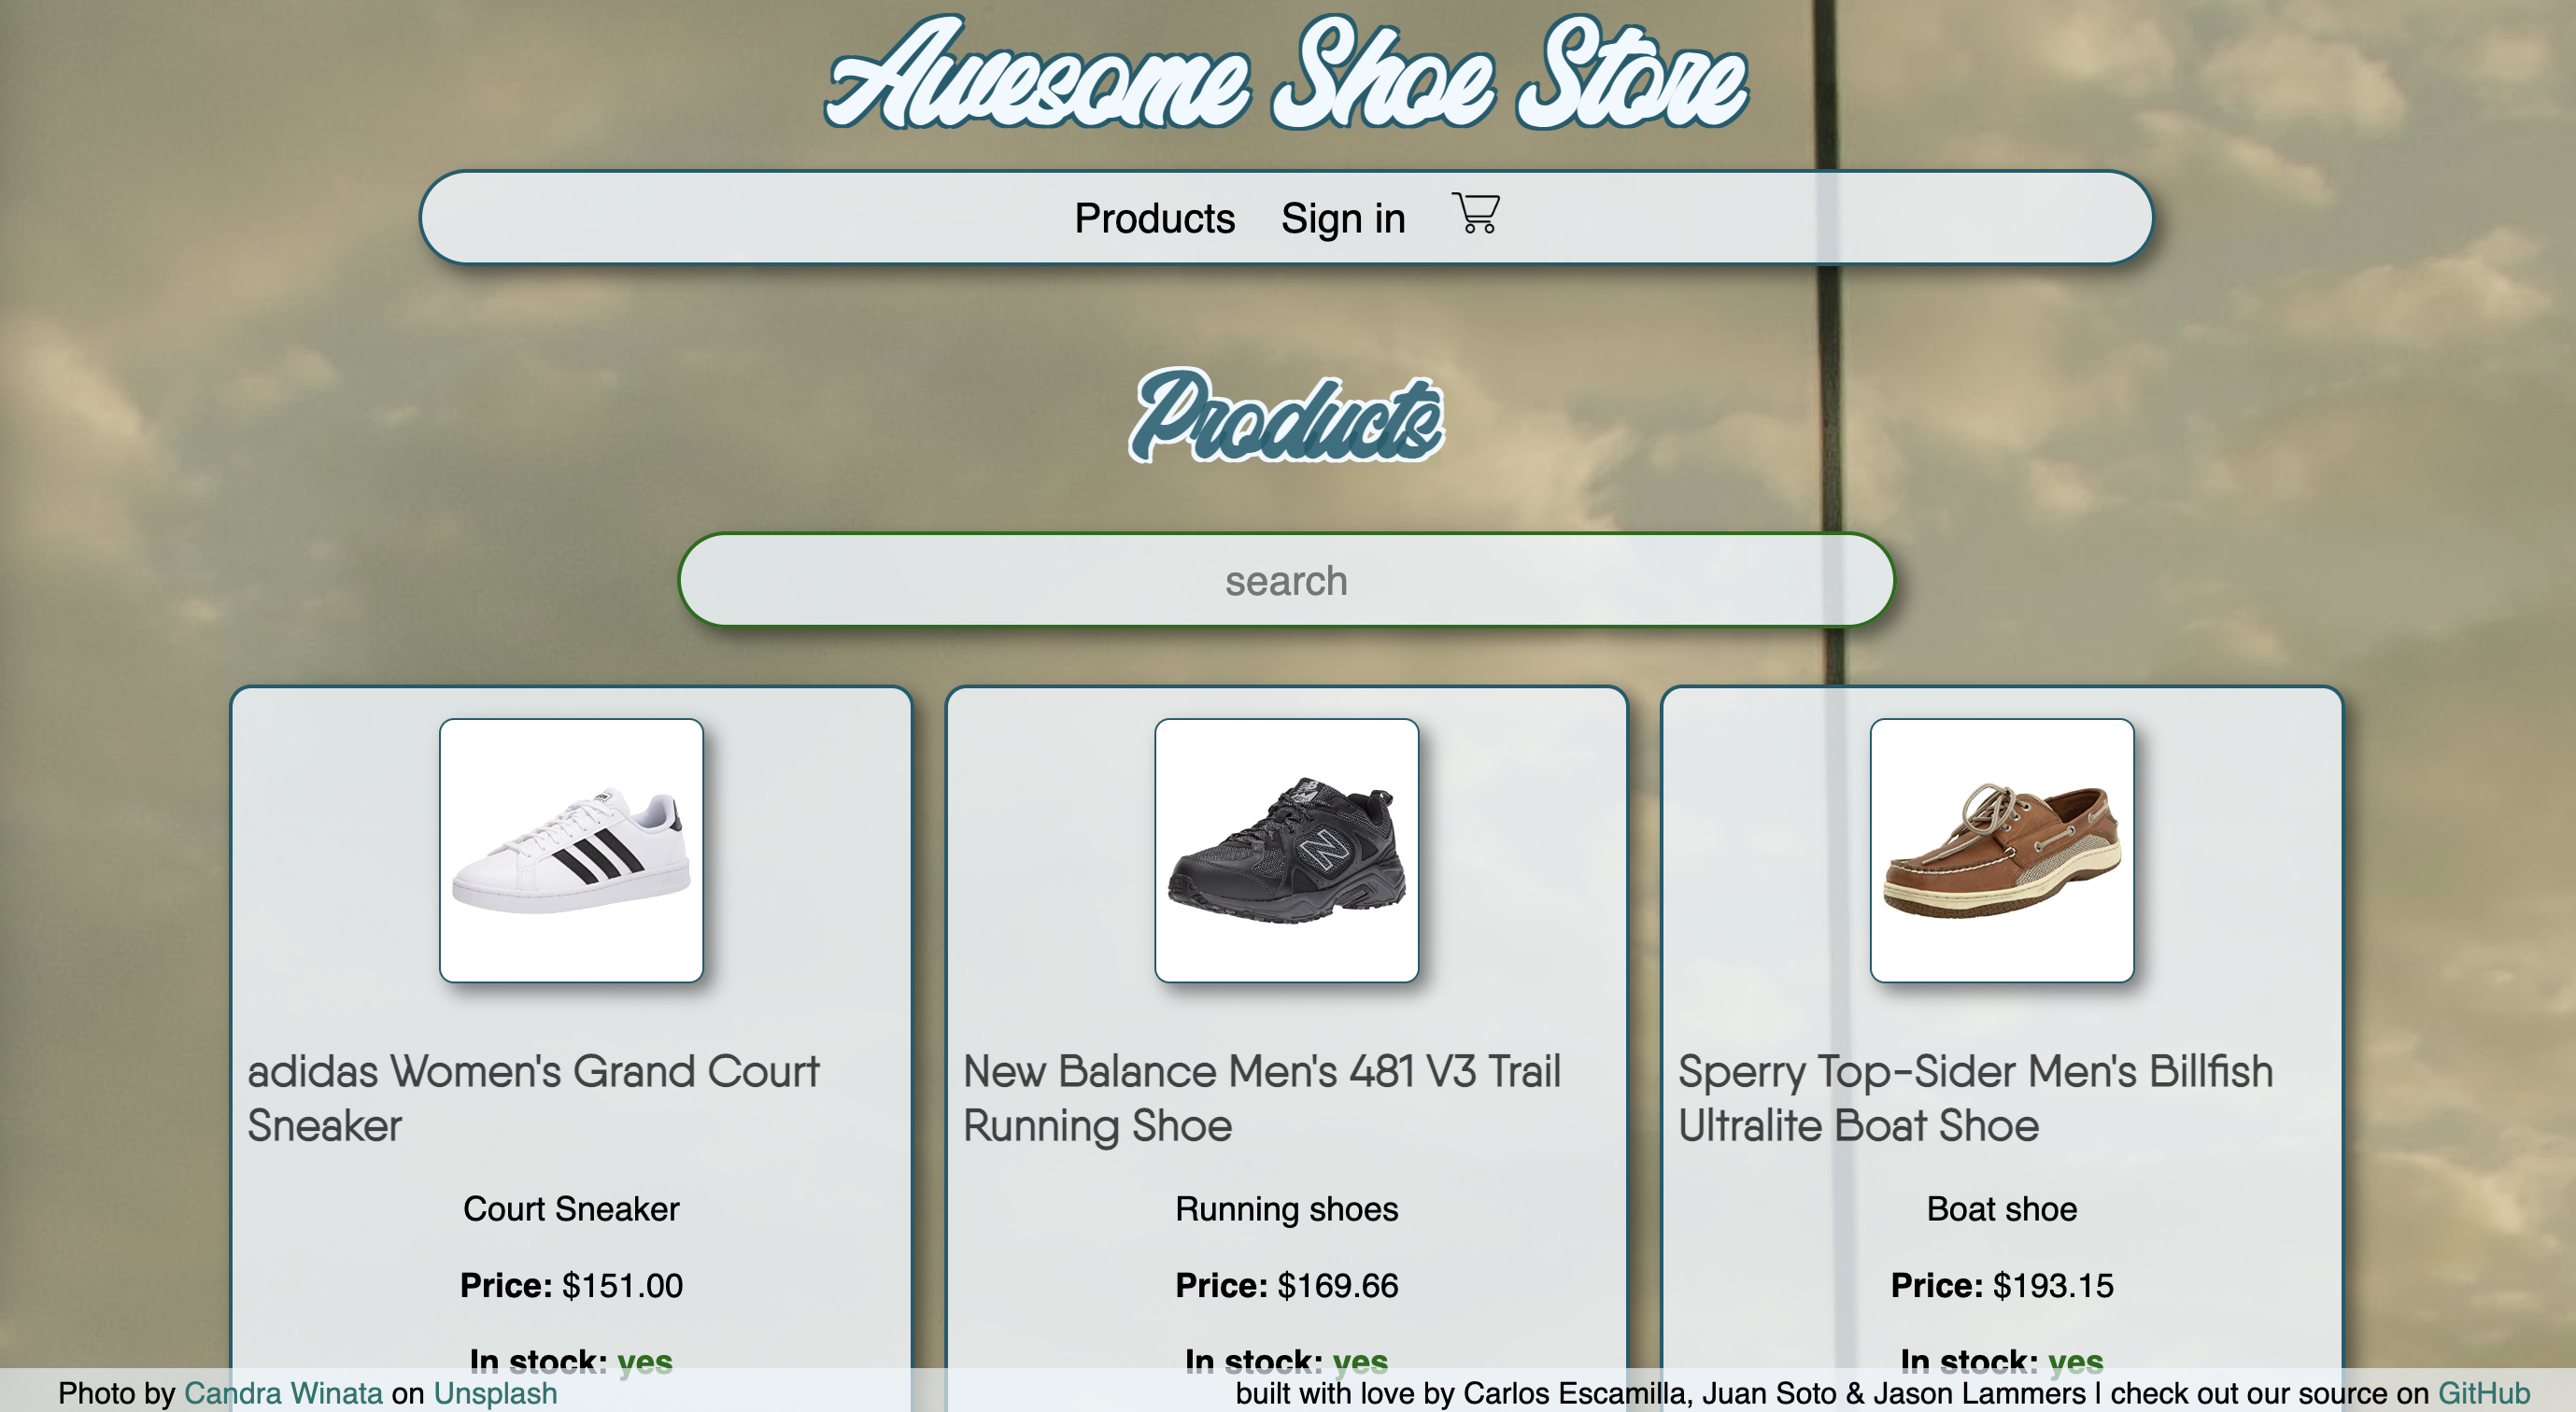 Awesome Shoe Store
Products Sign in
Products
search
N
adidas Women's Grand Court
Sneaker
Court Sneaker
Price: $151.00
In stock: yes
New Balance Men's 481 V3 Trail
Running Shoe
Running shoes
Price: $169.66
In stock: yes
Sperry Top-Sider Men's Billfish
Ultralite Boat Shoe
Boat shoe
Price: $193.15
In stock: yes
Photo by Candra Winata on Unsplash
built with love by Carlos Escamilla, Juan Soto & Jason Lammers | check out our source on GitHub